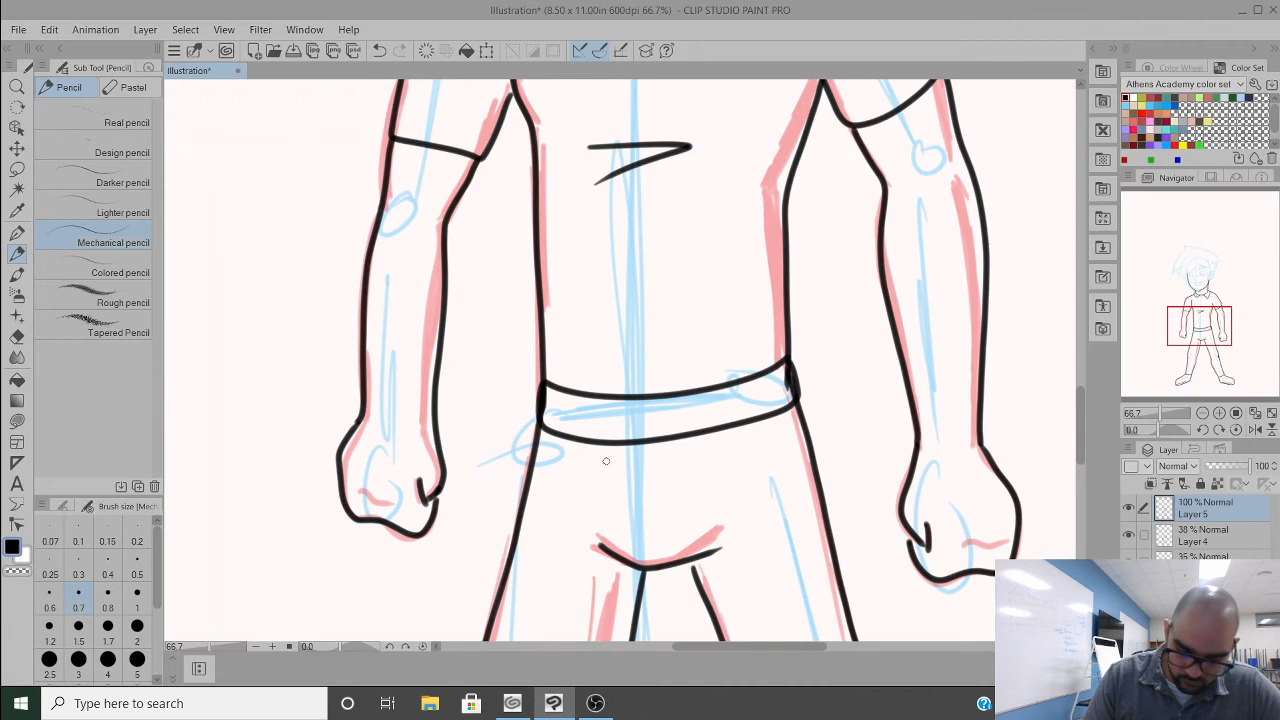 Illustration* (8.50 x 11.00in 600dpi 66.7%) - CLIP STUDIO PAINT PRO
File Edit Animation Layer Select View Filter Window Help
Sub Tool [Pencil]
Illustration*
Color Wheel Color Set
Pencil Pastel
Athens Academy color set
Real pencil
Design pencil
Darker pencil
Lighter pencil
Mechanical pencil
Colored pencil
Rough pencil
Tapered Pencil
Navigator
66.7
0.0
Layer
Normal 100
Brush size [Mech
100 % Normal
Layer 5
38 % Normal
Layer 4
35 % Normal
0.07 0.1 0.15 0.2
0.25 0.3 0.4 0.5
0.6 0.7 0.8 1
1.2 1.5 1.7 2
2.5 3 4 5
66.7 0.0
Type here to search